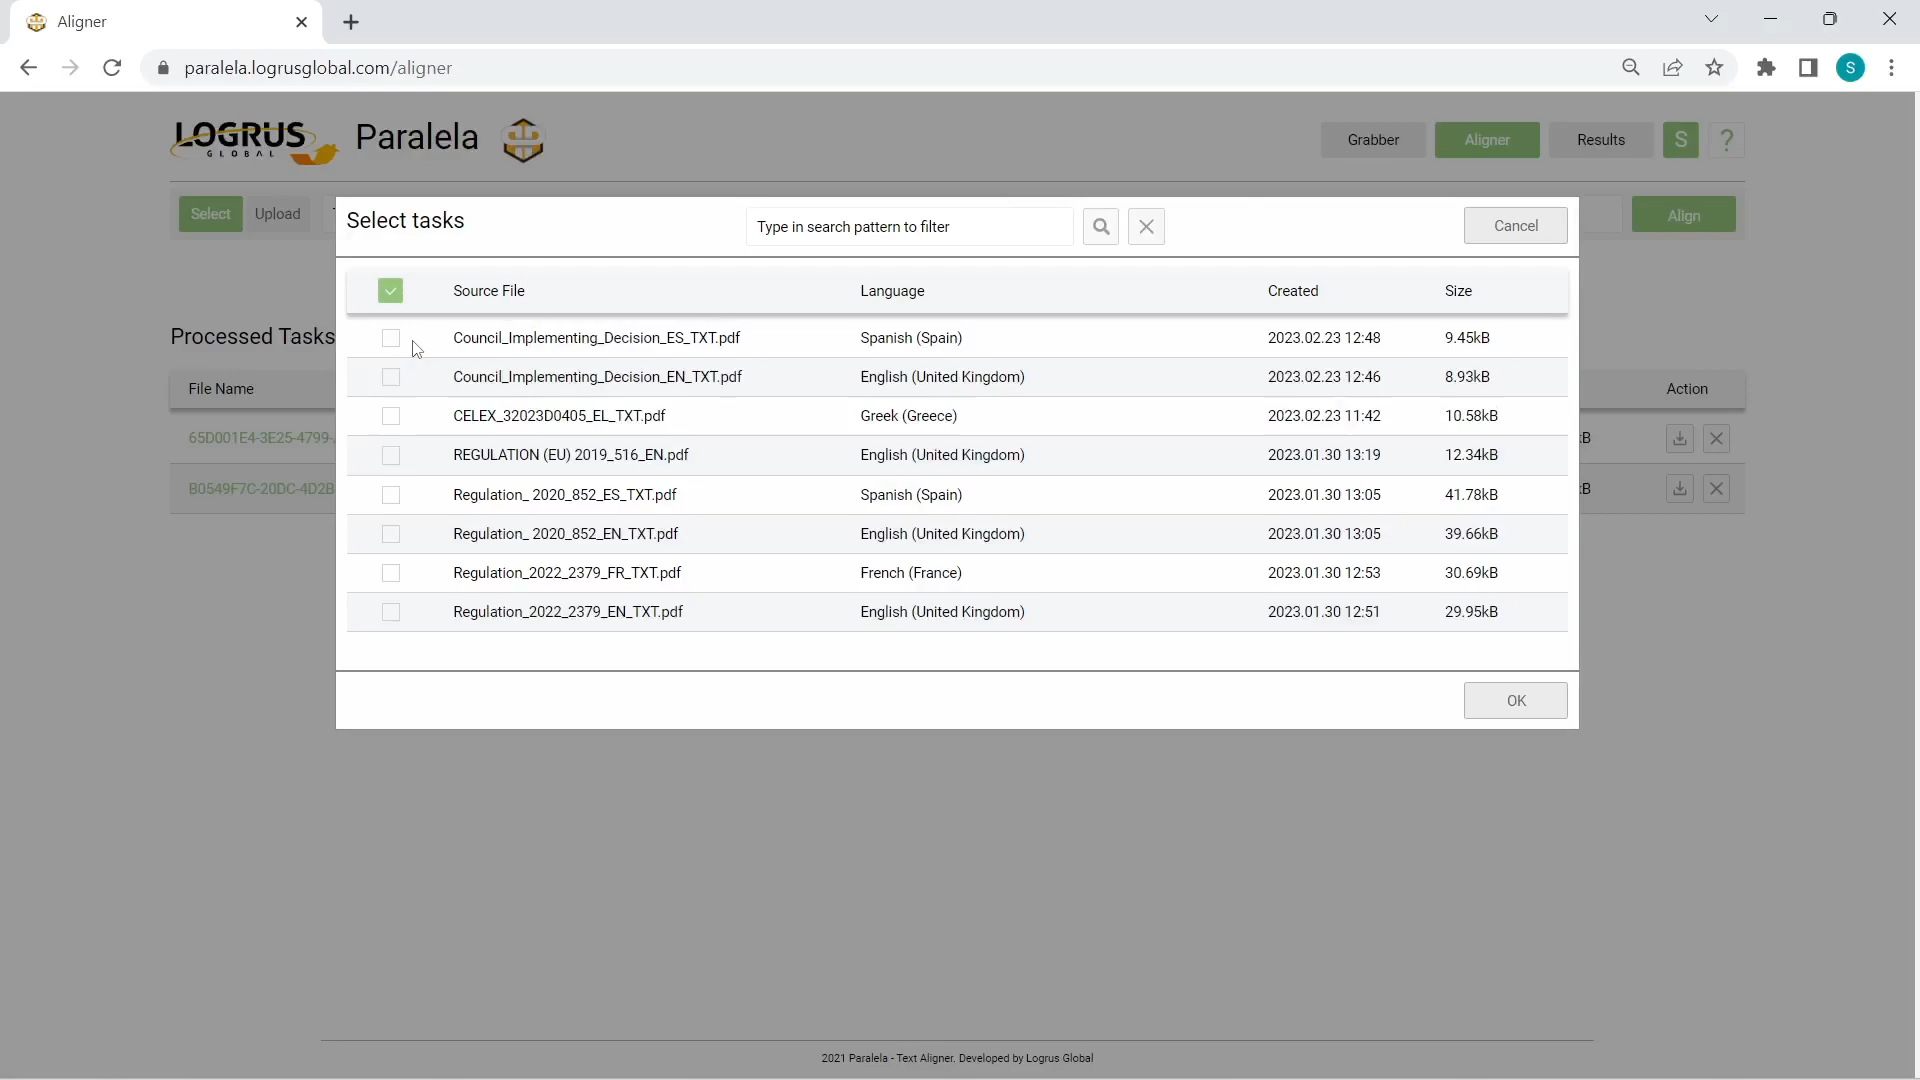 Aligner
paralela.logrusglobal.com/aligner
S
LOGRUS GLOBAL Paralela Grabber Aligner Results S ?
Select Upload Align
Select tasks Type in search pattern to filter Cancel
Source File Language Created Size
Council_Implementing_Decision_ES_TXT.pdf Spanish (Spain) 2023.02.23 12:48 9.45kB
Council_Implementing_Decision_EN_TXT.pdf English (United Kingdom) 2023.02.23 12:46 8.93kB
CELEX_32023D0405_EL_TXT.pdf Greek (Greece) 2023.02.23 11:42 10.58kB
REGULATION (EU) 2019_516_EN.pdf English (United Kingdom) 2023.01.30 13:19 12.34kB
Regulation_ 2020_852_ES_TXT.pdf Spanish (Spain) 2023.01.30 13:05 41.78kB
Regulation_ 2020_852_EN_TXT.pdf English (United Kingdom) 2023.01.30 13:05 39.66kB
Regulation_2022_2379_FR_TXT.pdf French (France) 2023.01.30 12:53 30.69kB
Regulation_2022_2379_EN_TXT.pdf English (United Kingdom) 2023.01.30 12:51 29.95kB
OK
Processed Tasks
File Name Action
65D001E4-3E25-4799-
B0549F7C-20DC-4D2B
2021 Paralela - Text Aligner. Developed by Logrus Global